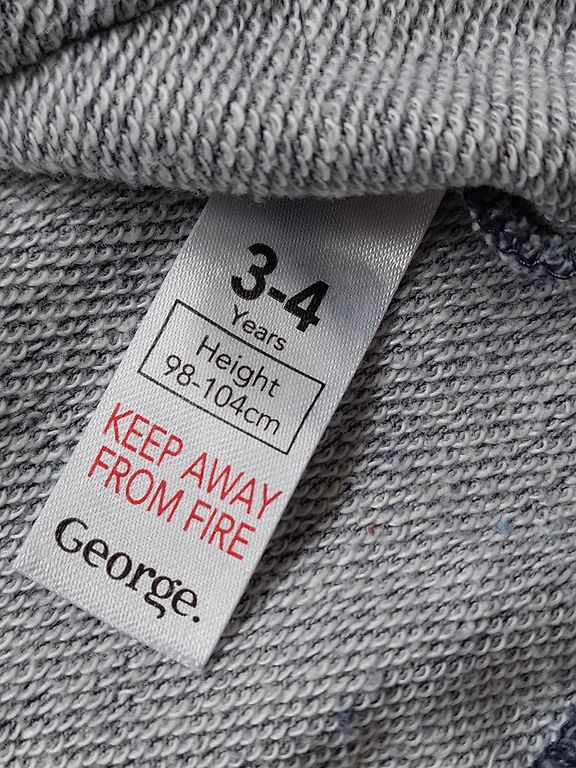 3-4
Years
Height
98-104cm
KEEP AWAY
FROM FIRE
George.